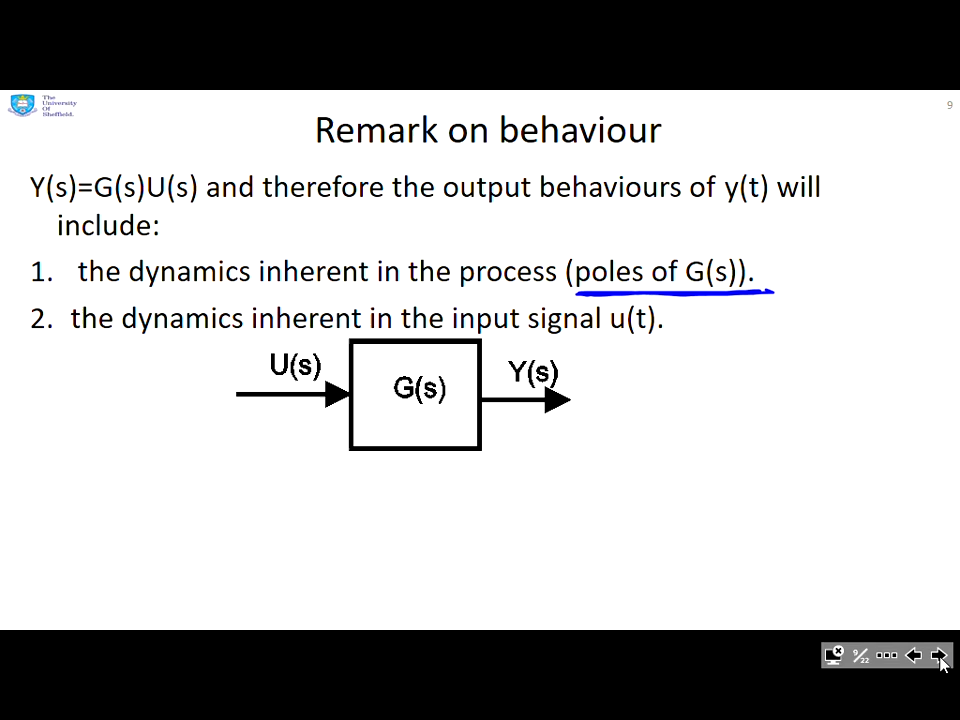 The
University
Of
Sheffield.
9
Remark on behaviour
Y(s)=G(s)U(s) and therefore the output behaviours of y(t) will
include:
1. the dynamics inherent in the process (poles of G(s)).
2. the dynamics inherent in the input signal u(t).
U(s)
G(s)
Y(s)
9/22